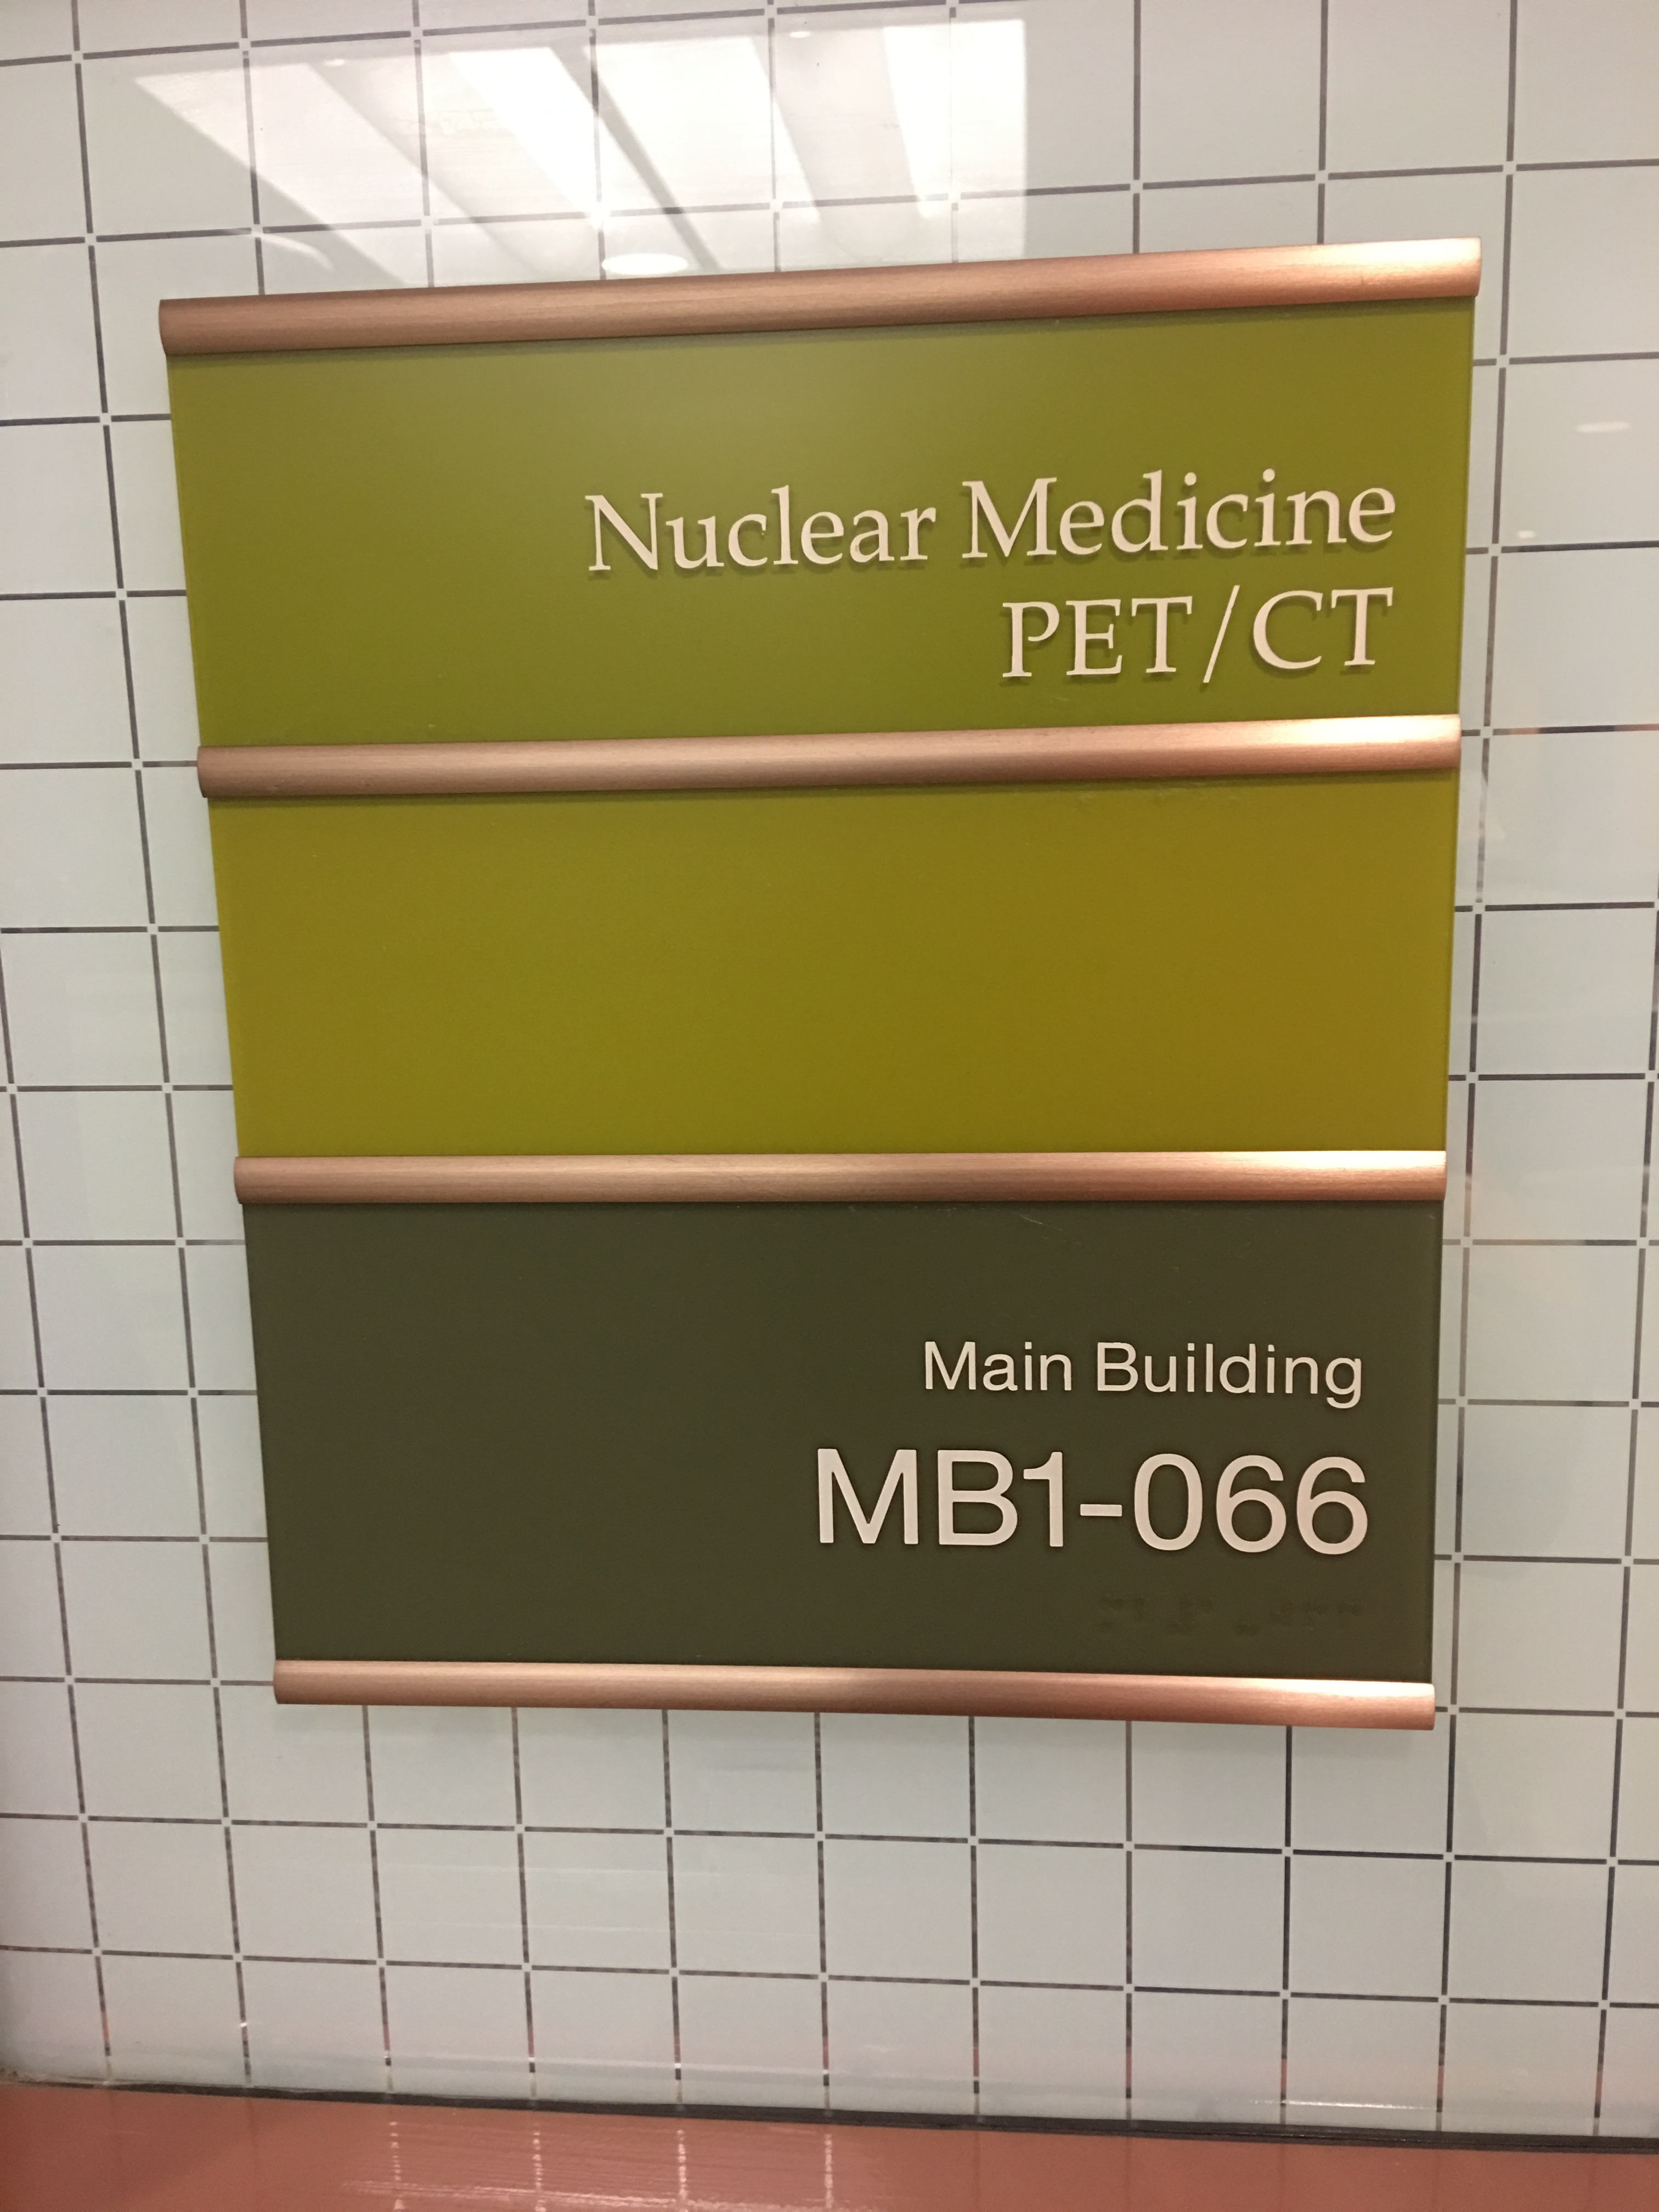 Nuclear Medicine
PET/CT
Main Building
MB1-066